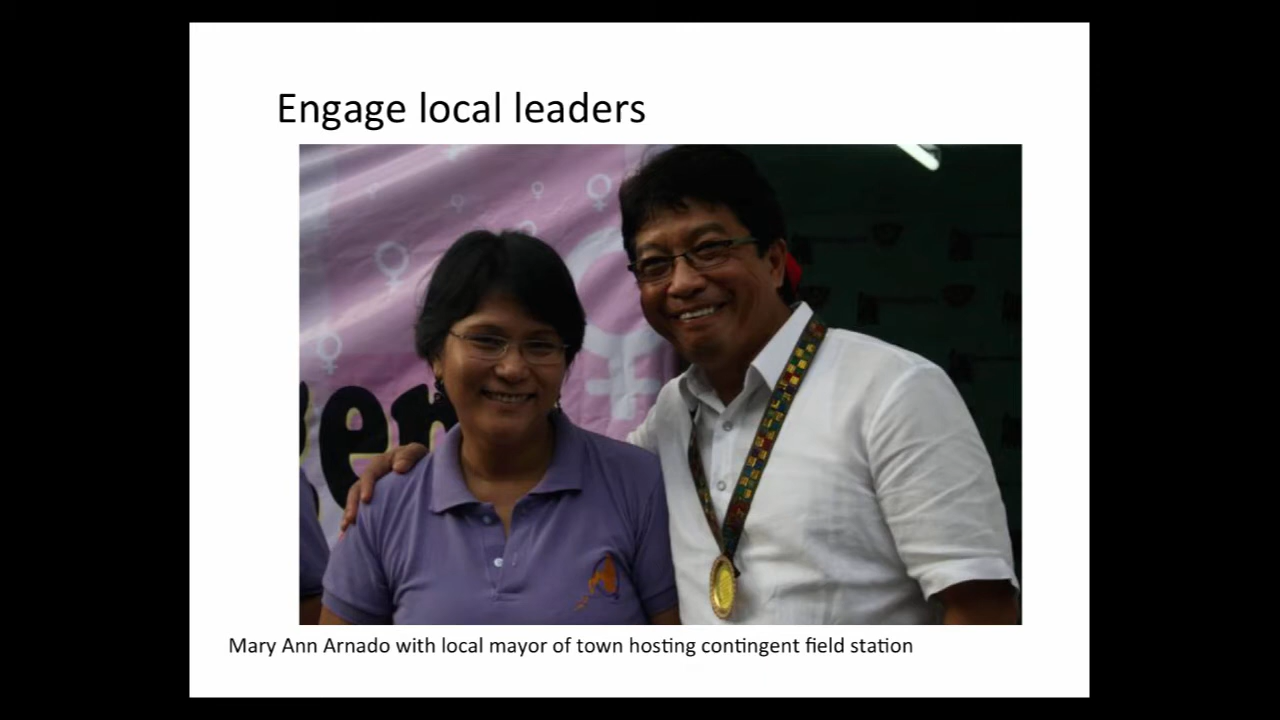 Engage local leaders
Mary Ann Arnado with local mayor of town hosting contingent field station